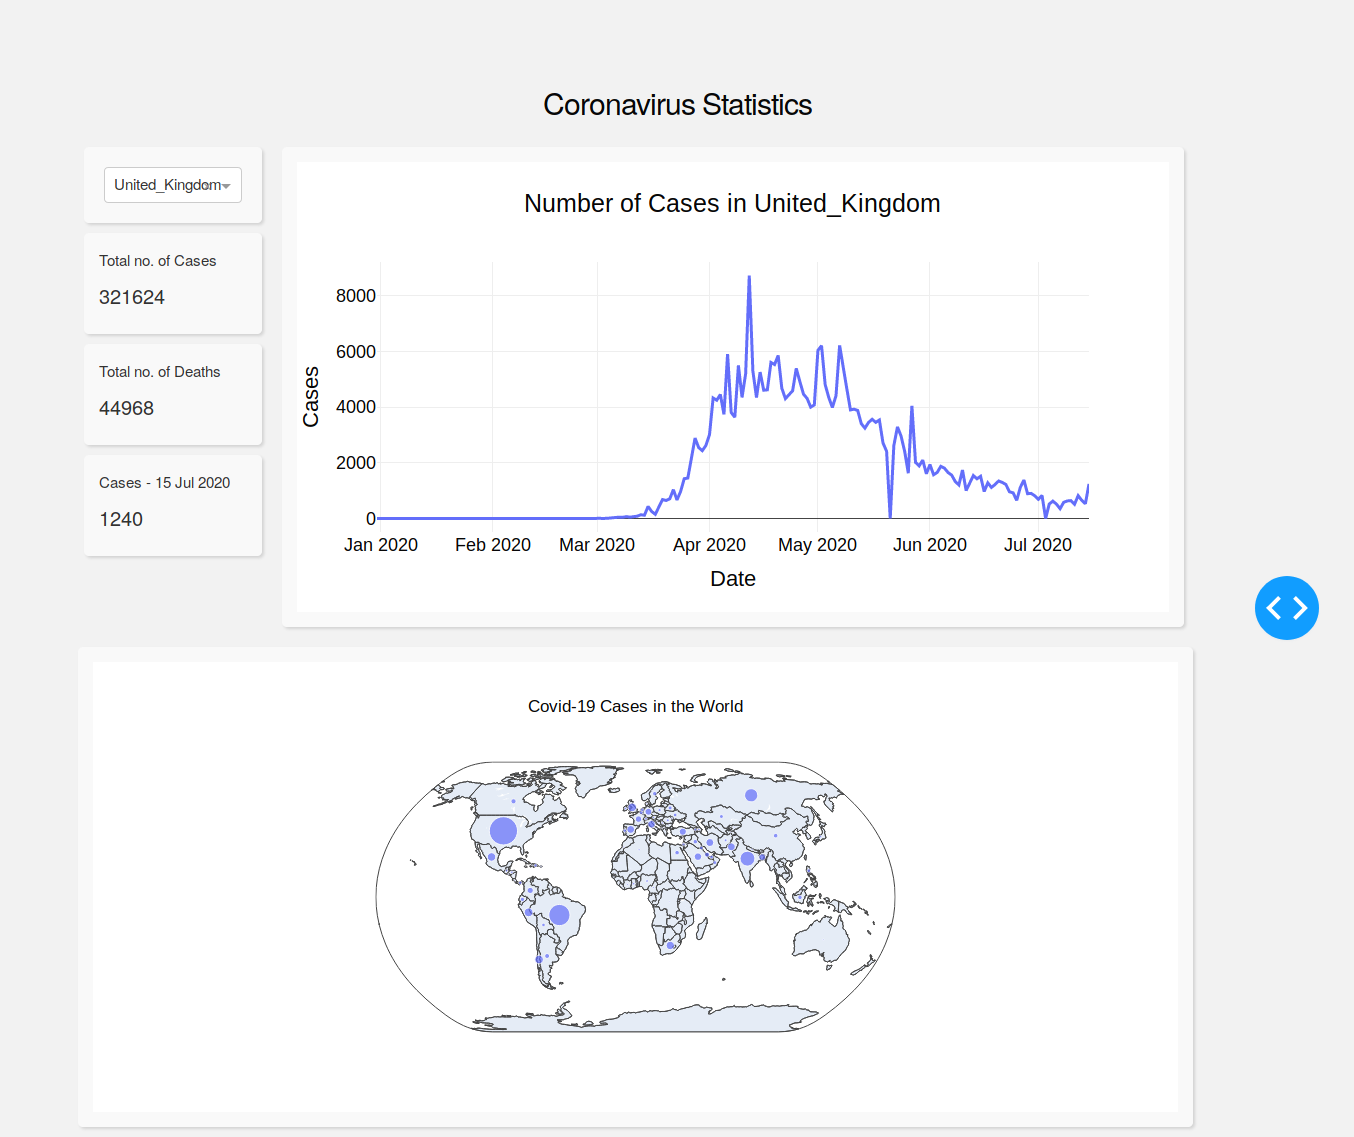 Coronavirus Statistics
United_Kingdom
Total no. of Cases
321624
Total no. of Deaths
44968
Cases - 15 Jul 2020
1240
Number of Cases in United_Kingdom
Cases
8000
6000
4000
2000
0
Jan 2020 Feb 2020 Mar 2020 Apr 2020 May 2020 Jun 2020 Jul 2020
Date
Covid-19 Cases in the World